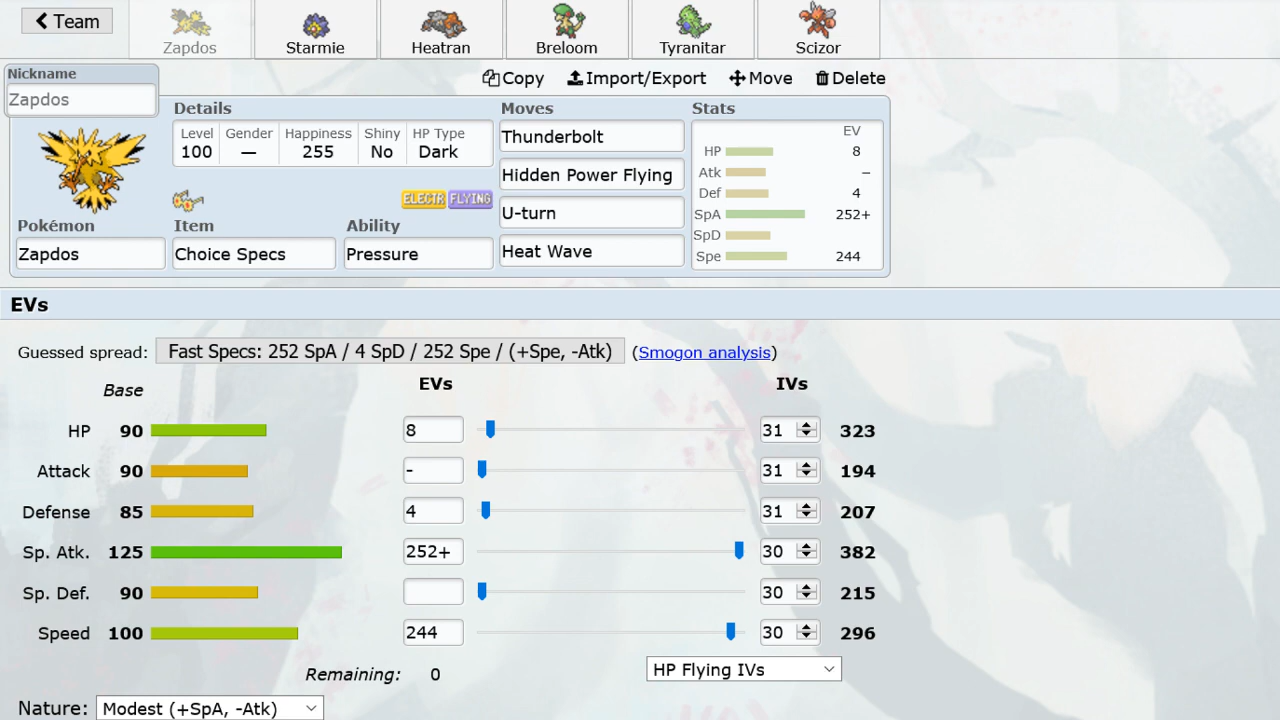 Team
Zapdos Starmie Heatran Breloom Tyranitar Scizor
Nickname
Zapdos
Copy Import/Export Move Delete
Details
Level Gender Happiness Shiny HP Type
100 — 255 No Dark
ELECTR FLYING
Pokémon Item Ability
Zapdos Choice Specs Pressure
Moves
Thunderbolt
Hidden Power Flying
U-turn
Heat Wave
Stats
EV
HP 8
Atk –
Def 4
SpA 252+
SpD
Spe 244
EVs
Guessed spread: Fast Specs: 252 SpA / 4 SpD / 252 Spe / (+Spe, -Atk) (Smogon analysis)
Base EVs IVs
HP 90 8 31 323
Attack 90 - 31 194
Defense 85 4 31 207
Sp. Atk. 125 252+ 30 382
Sp. Def. 90 30 215
Speed 100 244 30 296
Remaining: 0 HP Flying IVs
Nature: Modest (+SpA, -Atk)